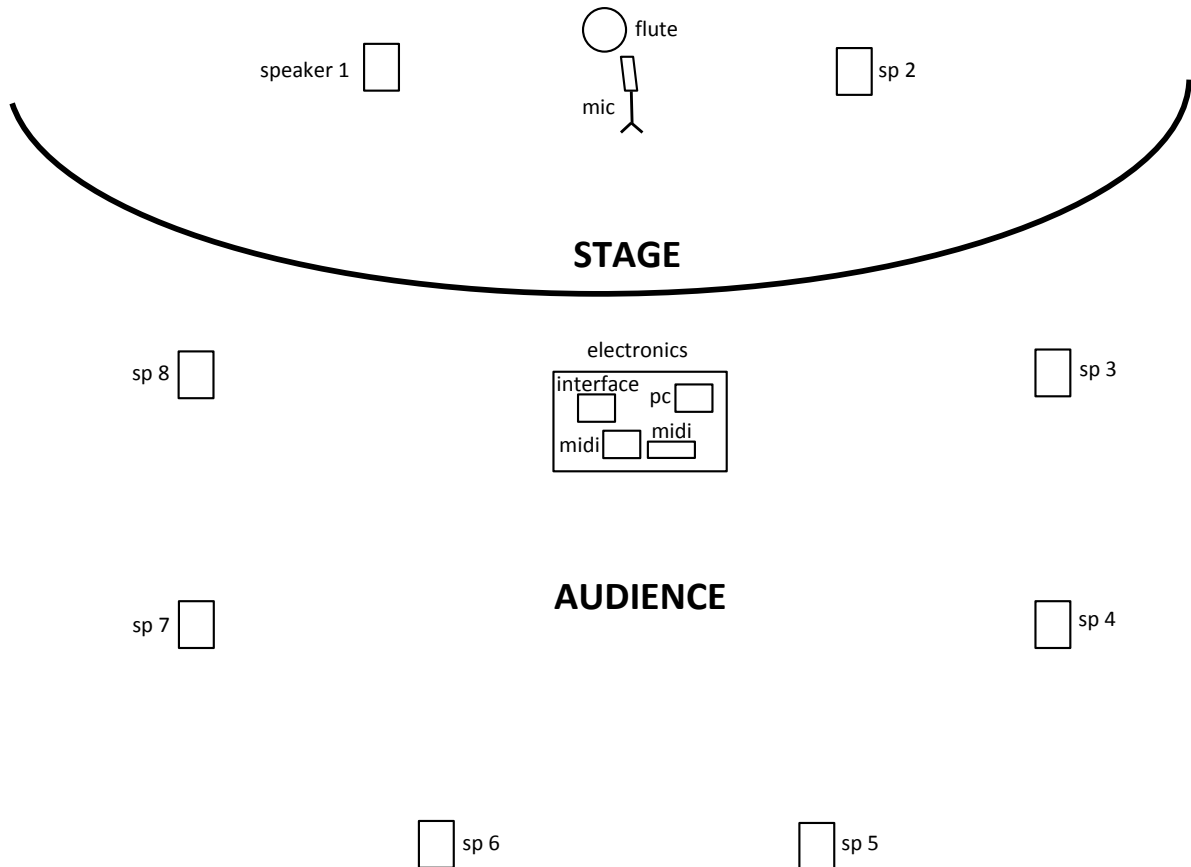 flute
speaker 1
sp 2
mic
STAGE
electronics
sp 8
sp 3
interface
pc
midi
midi
AUDIENCE
sp 7
sp 4
sp 6
sp 5